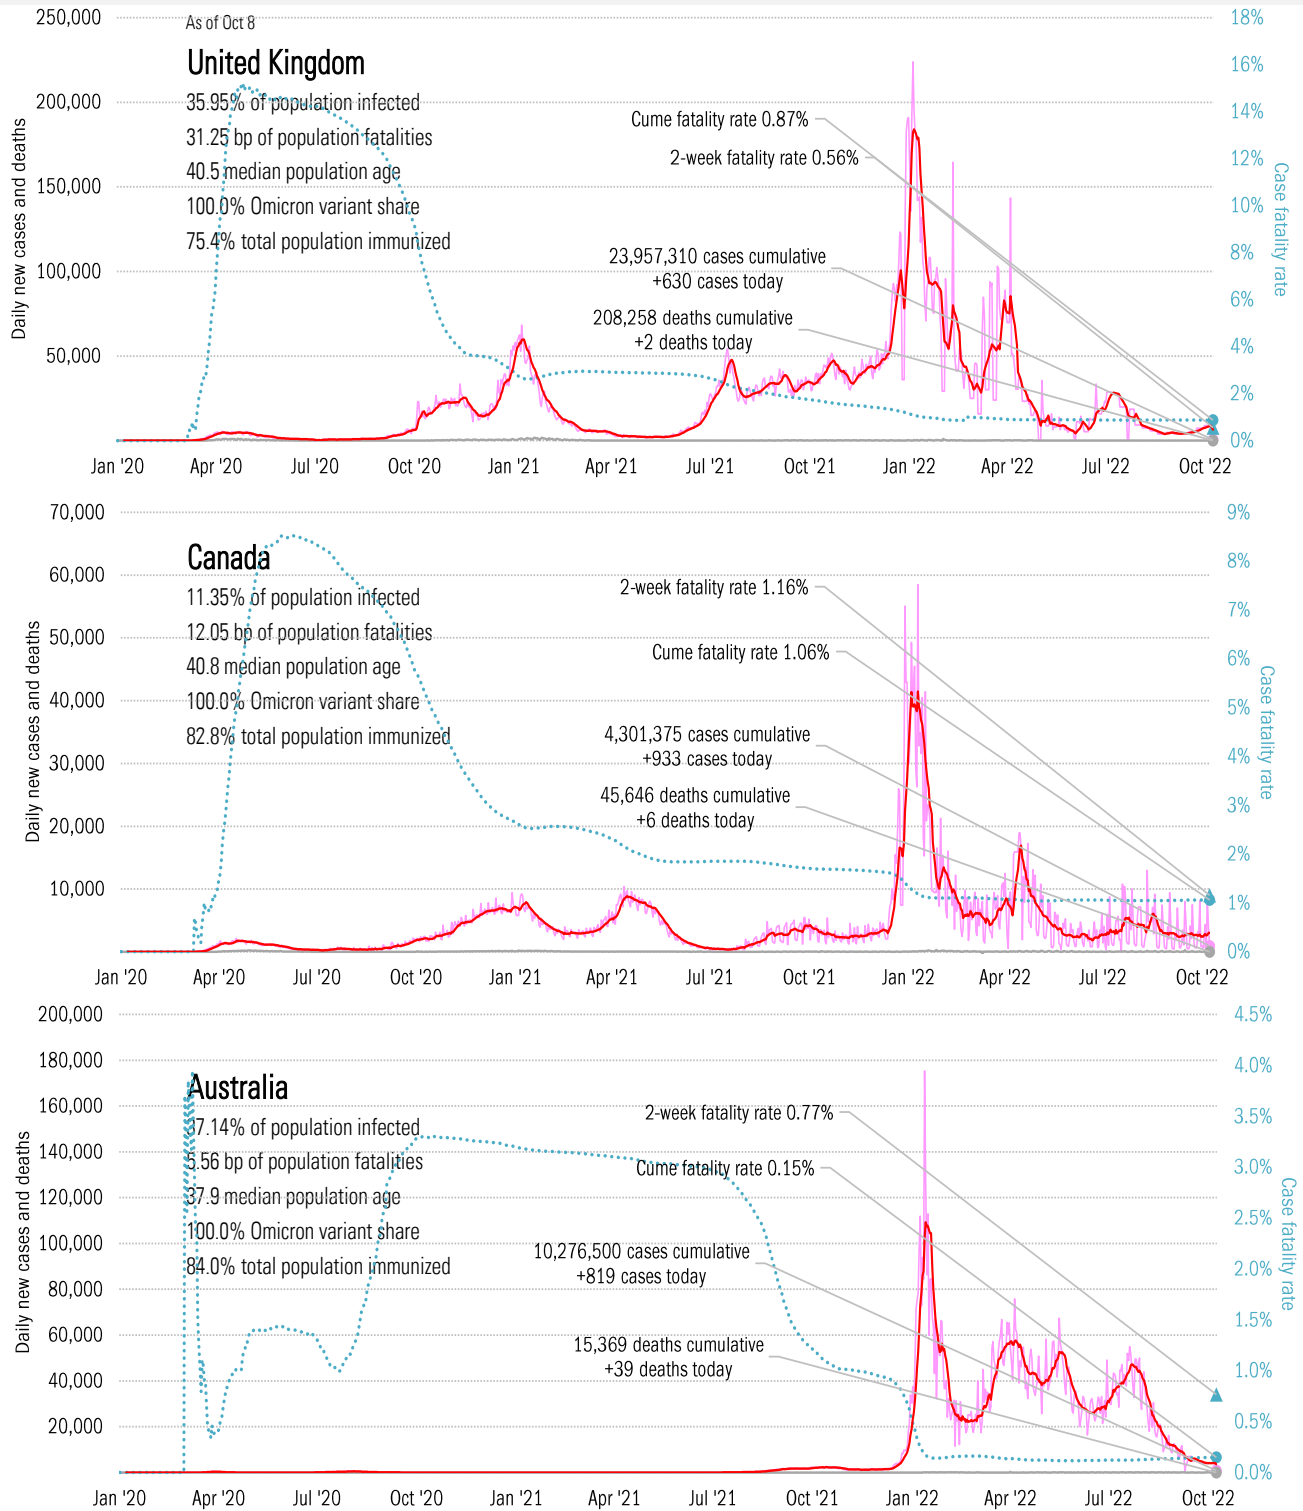 As of Oct 8
United Kingdom
35.95% of population infected
31.25 bp of population fatalities
40.5 median population age
100.0% Omicron variant share
75.4% total population immunized
Daily new cases and deaths
250,000
200,000
150,000
100,000
50,000
Cume fatality rate 0.87%
2-week fatality rate 0.56%
23,957,310 cases cumulative
+630 cases today
208,258 deaths cumulative
+2 deaths today
18%
16%
14%
12%
10%
8%
6%
4%
2%
0%
Case fatality rate
Jan '20 Apr '20 Jul '20 Oct '20 Jan '21 Apr '21 Jul '21 Oct '21 Jan '22 Apr '22 Jul '22 Oct '22
Canada
11.35% of population infected
12.05 bp of population fatalities
40.8 median population age
100.0% Omicron variant share
82.8% total population immunized
Daily new cases and deaths
70,000
60,000
50,000
40,000
30,000
20,000
10,000
2-week fatality rate 1.16%
Cume fatality rate 1.06%
4,301,375 cases cumulative
+933 cases today
45,646 deaths cumulative
+6 deaths today
9%
8%
7%
6%
5%
4%
3%
2%
1%
0%
Case fatality rate
Jan '20 Apr '20 Jul '20 Oct '20 Jan '21 Apr '21 Jul '21 Oct '21 Jan '22 Apr '22 Jul '22 Oct '22
Australia
37.14% of population infected
5.56 bp of population fatalities
37.9 median population age
100.0% Omicron variant share
84.0% total population immunized
Daily new cases and deaths
200,000
180,000
160,000
140,000
120,000
100,000
80,000
60,000
40,000
20,000
2-week fatality rate 0.77%
Cume fatality rate 0.15%
10,276,500 cases cumulative
+819 cases today
15,369 deaths cumulative
+39 deaths today
4.5%
4.0%
3.5%
3.0%
2.5%
2.0%
1.5%
1.0%
0.5%
0.0%
Case fatality rate
Jan '20 Apr '20 Jul '20 Oct '20 Jan '21 Apr '21 Jul '21 Oct '21 Jan '22 Apr '22 Jul '22 Oct '22